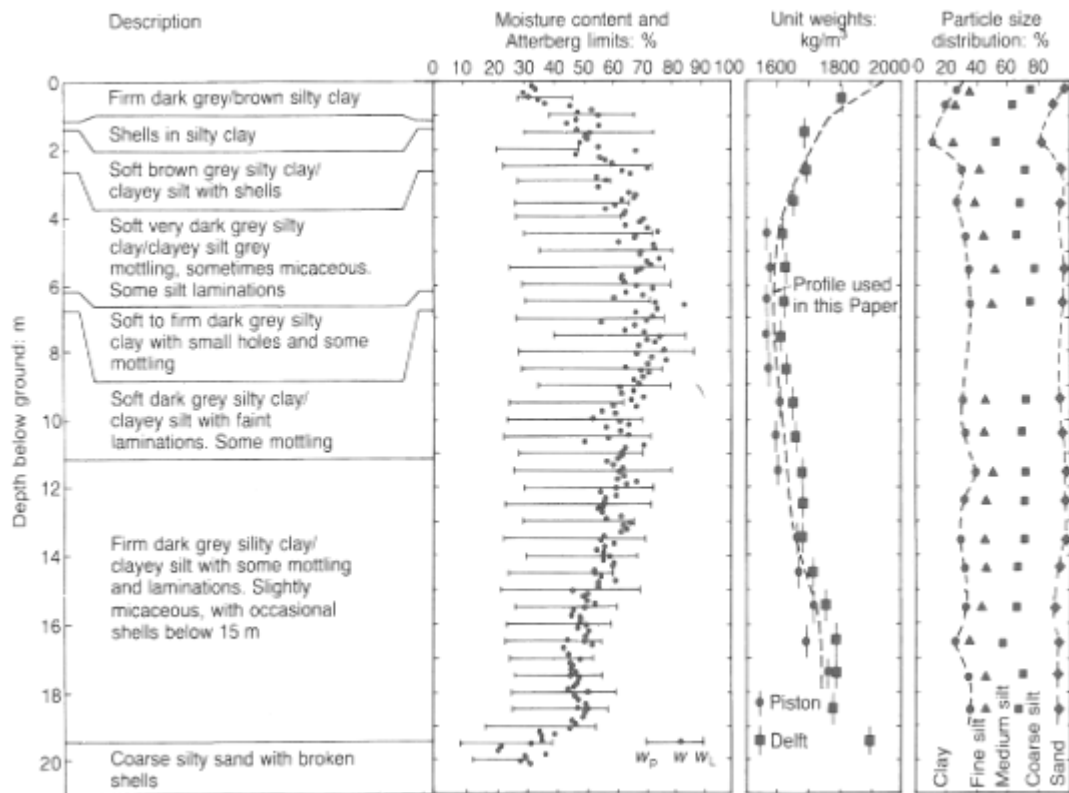 Description
Moisture content and
Atterberg limits: %
Unit weights:
kg/m³
Particle size
distribution: %
0 10 20 30 40 50 60 70 80 90 100
1600 1800 2000
20 40 60 80
Depth below ground: m
0
2
4
6
8
10
12
14
16
18
20
Firm dark grey/brown silty clay
Shells in silty clay
Soft brown grey silty clay/
clayey silt with shells
Soft very dark grey silty
clay/clayey silt grey
mottling, sometimes micaceous.
Some silt laminations
Soft to firm dark grey silty
clay with small holes and some
mottling
Soft dark grey silty clay/
clayey silt with faint
laminations. Some mottling
Firm dark grey sility clay/
clayey silt with some mottling
and laminations. Slightly
micaceous, with occasional
shells below 15 m
Coarse silty sand with broken
shells
wp w wL
Profile used
in this Paper
Piston
Delft
Clay
Fine silt
Medium silt
Coarse silt
Sand